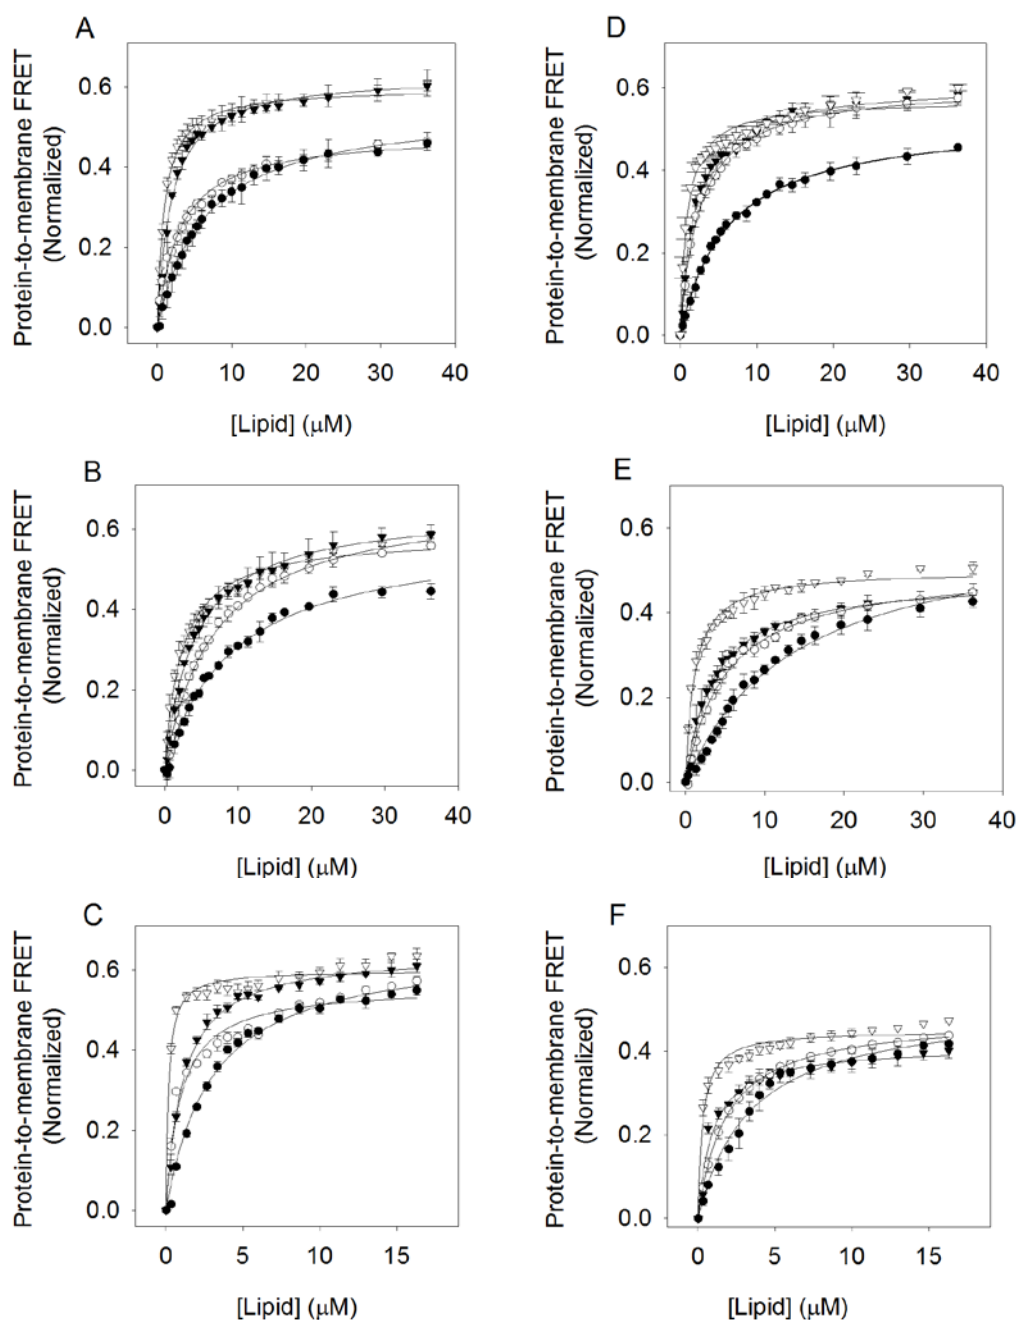 A
Protein-to-membrane FRET
(Normalized)
0.6
0.4
0.2
0.0
0 10 20 30 40
[Lipid] (μM)
D
Protein-to-membrane FRET
(Normalized)
0.6
0.4
0.2
0.0
0 10 20 30 40
[Lipid] (μM)
B
Protein-to-membrane FRET
(Normalized)
0.6
0.4
0.2
0.0
0 10 20 30 40
[Lipid] (μM)
E
Protein-to-membrane FRET
(Normalized)
0.6
0.4
0.2
0.0
0 10 20 30 40
[Lipid] (μM)
C
Protein-to-membrane FRET
(Normalized)
0.6
0.4
0.2
0.0
0 5 10 15
[Lipid] (μM)
F
Protein-to-membrane FRET
(Normalized)
0.6
0.4
0.2
0.0
0 5 10 15
[Lipid] (μM)